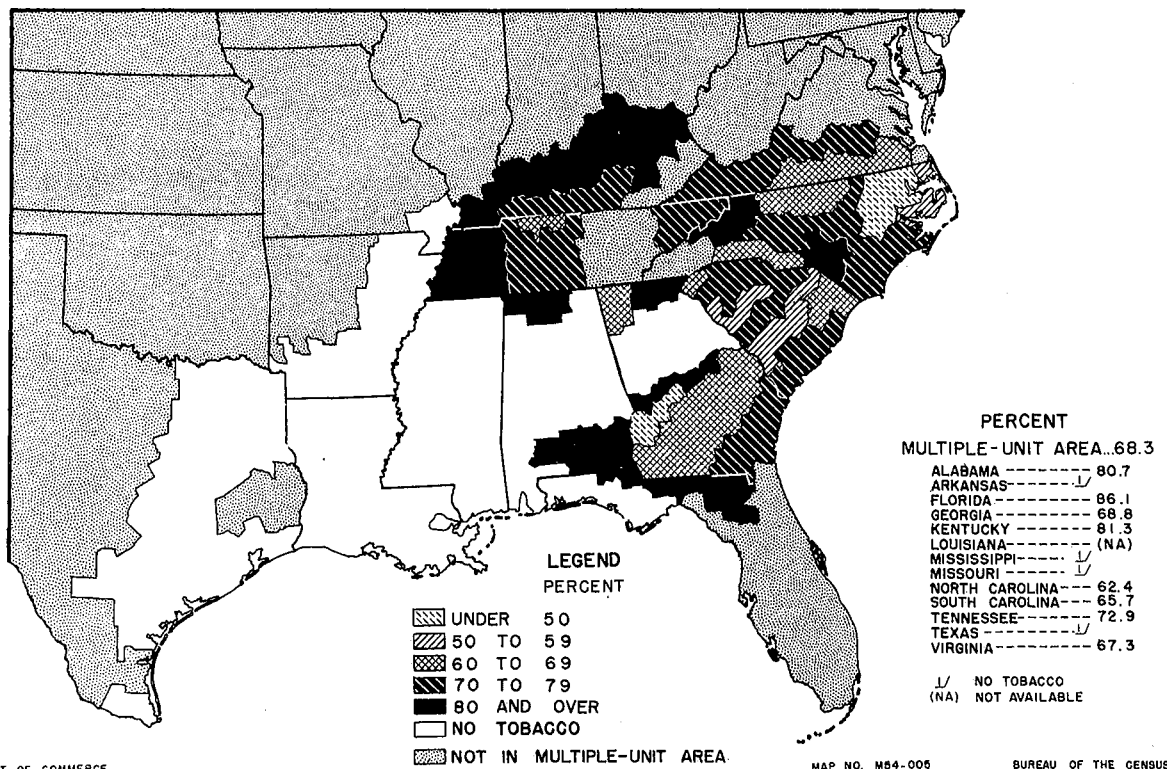 LEGEND
PERCENT
UNDER 50
50 TO 59
60 TO 69
70 TO 79
80 AND OVER
NO TOBACCO
NOT IN MULTIPLE-UNIT AREA
PERCENT
MULTIPLE-UNIT AREA...68.3
ALABAMA --------- 80.7
ARKANSAS ------- 1/
FLORIDA --------- 86.1
GEORGIA --------- 68.8
KENTUCKY ------- 81.3
LOUISIANA ------- (NA)
MISSISSIPPI ----- 1/
MISSOURI ------- 1/
NORTH CAROLINA --- 62.4
SOUTH CAROLINA --- 65.7
TENNESSEE ------- 72.9
TEXAS ----------- 1/
VIRGINIA --------- 67.3
1/ NO TOBACCO
(NA) NOT AVAILABLE
OF COMMERCE
MAP NO. M54-005
BUREAU OF THE CENSUS